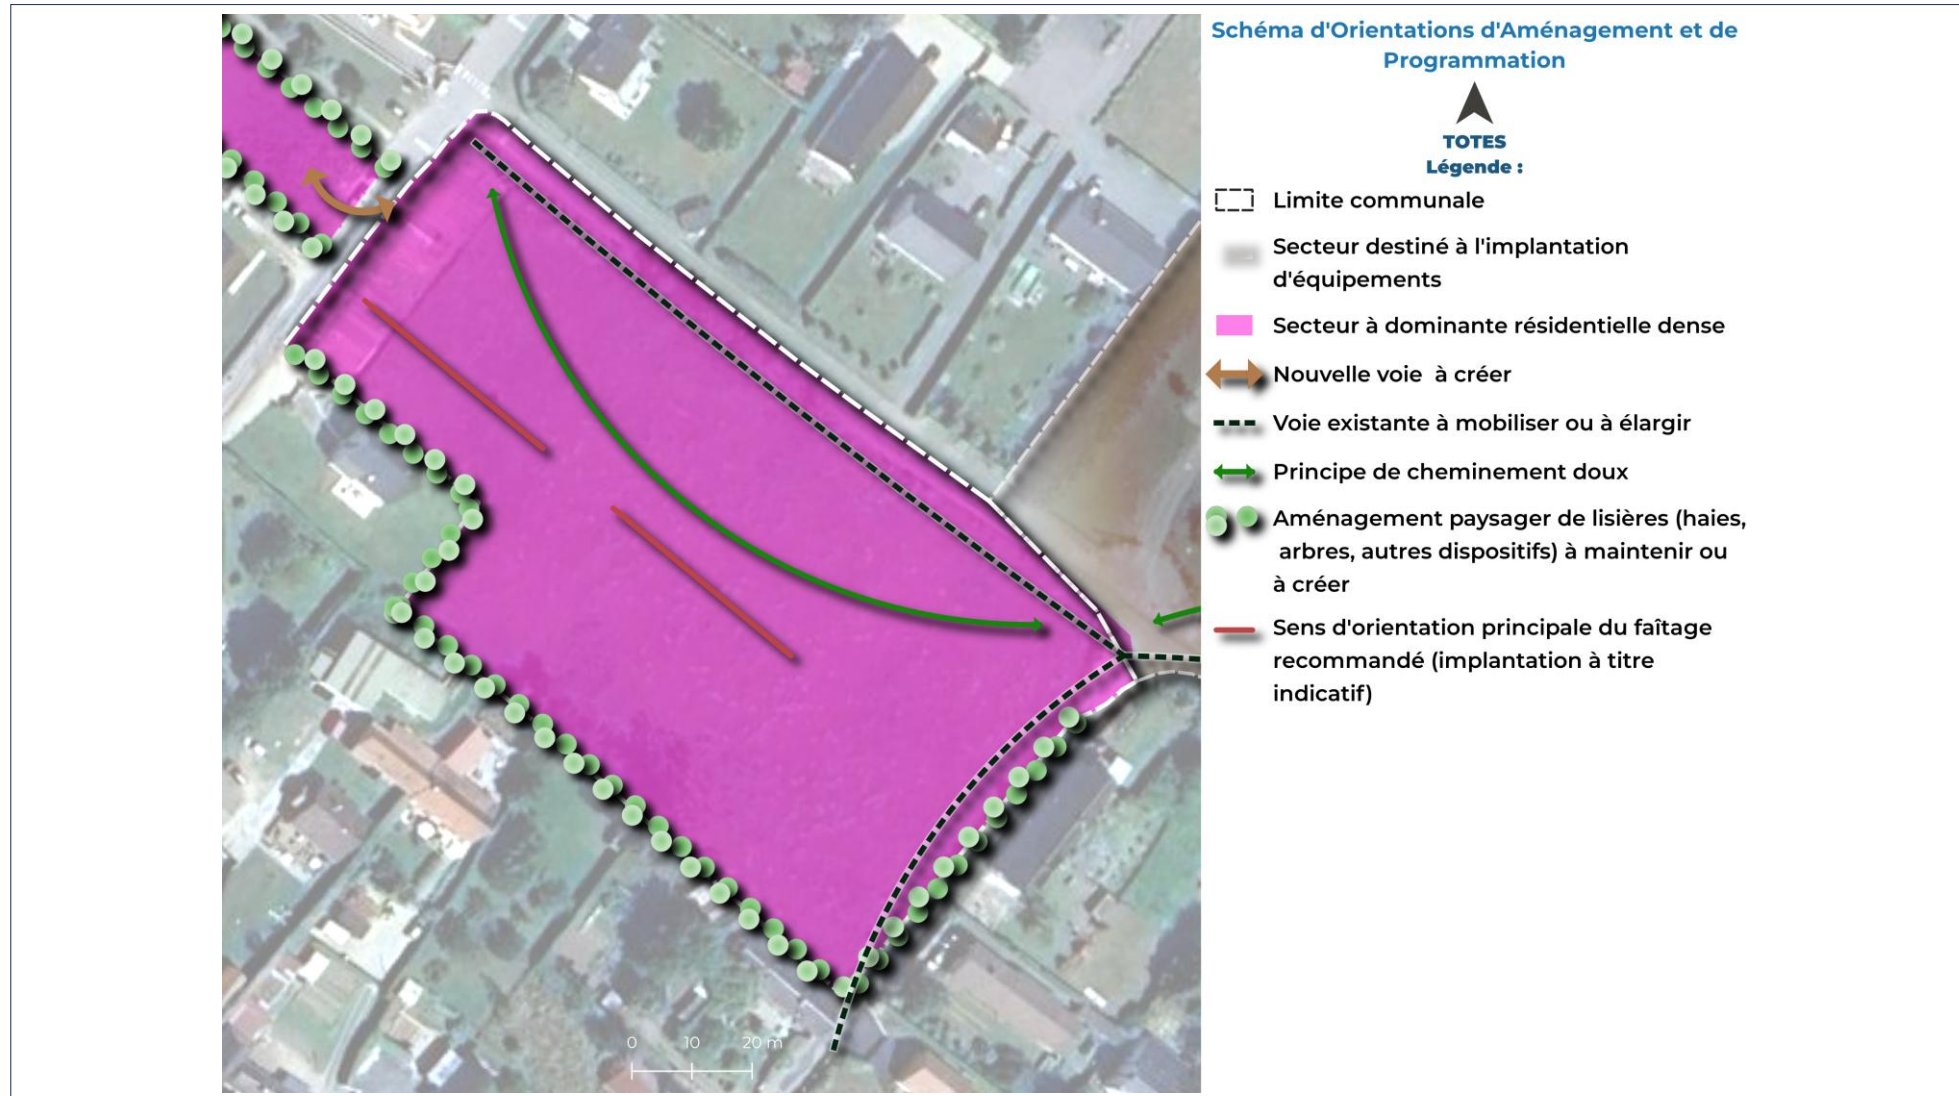 Schéma d'Orientations d'Aménagement et de
Programmation
TOTES
Légende :
Limite communale
Secteur destiné à l'implantation
d'équipements
Secteur à dominante résidentielle dense
Nouvelle voie à créer
Voie existante à mobiliser ou à élargir
Principe de cheminement doux
Aménagement paysager de lisières (haies,
arbres, autres dispositifs) à maintenir ou
à créer
Sens d'orientation principale du faîtage
recommandé (implantation à titre
indicatif)
0 10 20 m